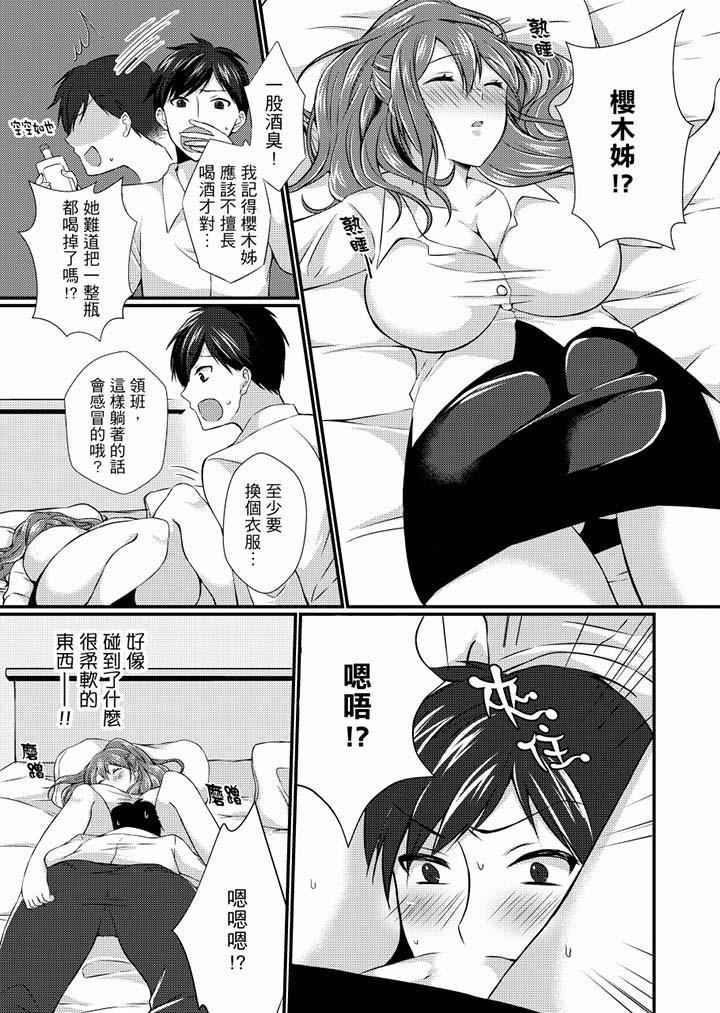 櫻木姊!?
熟睡
熟睡
一股酒臭!
我記得櫻木姊
應該不擅長
喝酒才對…
空空如也
她難道把一整瓶
都喝掉了嗎!?
領班，
這樣躺著的話
會感冒的哦？
至少要
換個衣服…
夾住
嗯唔!?
好像
碰到了什麼
很柔軟的
東西——!!
磨蹭
磨蹭
嗯嗯嗯!?